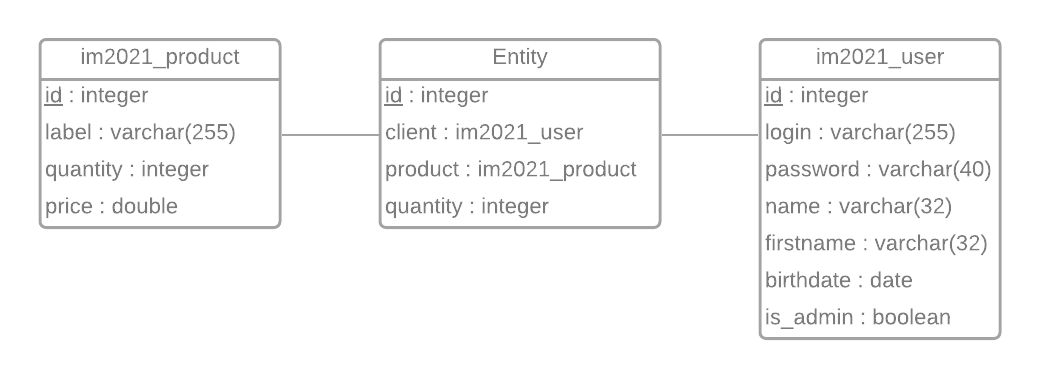 im2021_product
id : integer
label : varchar(255)
quantity : integer
price : double
Entity
id : integer
client : im2021_user
product : im2021_product
quantity : integer
im2021_user
id : integer
login : varchar(255)
password : varchar(40)
name : varchar(32)
firstname : varchar(32)
birthdate : date
is_admin : boolean